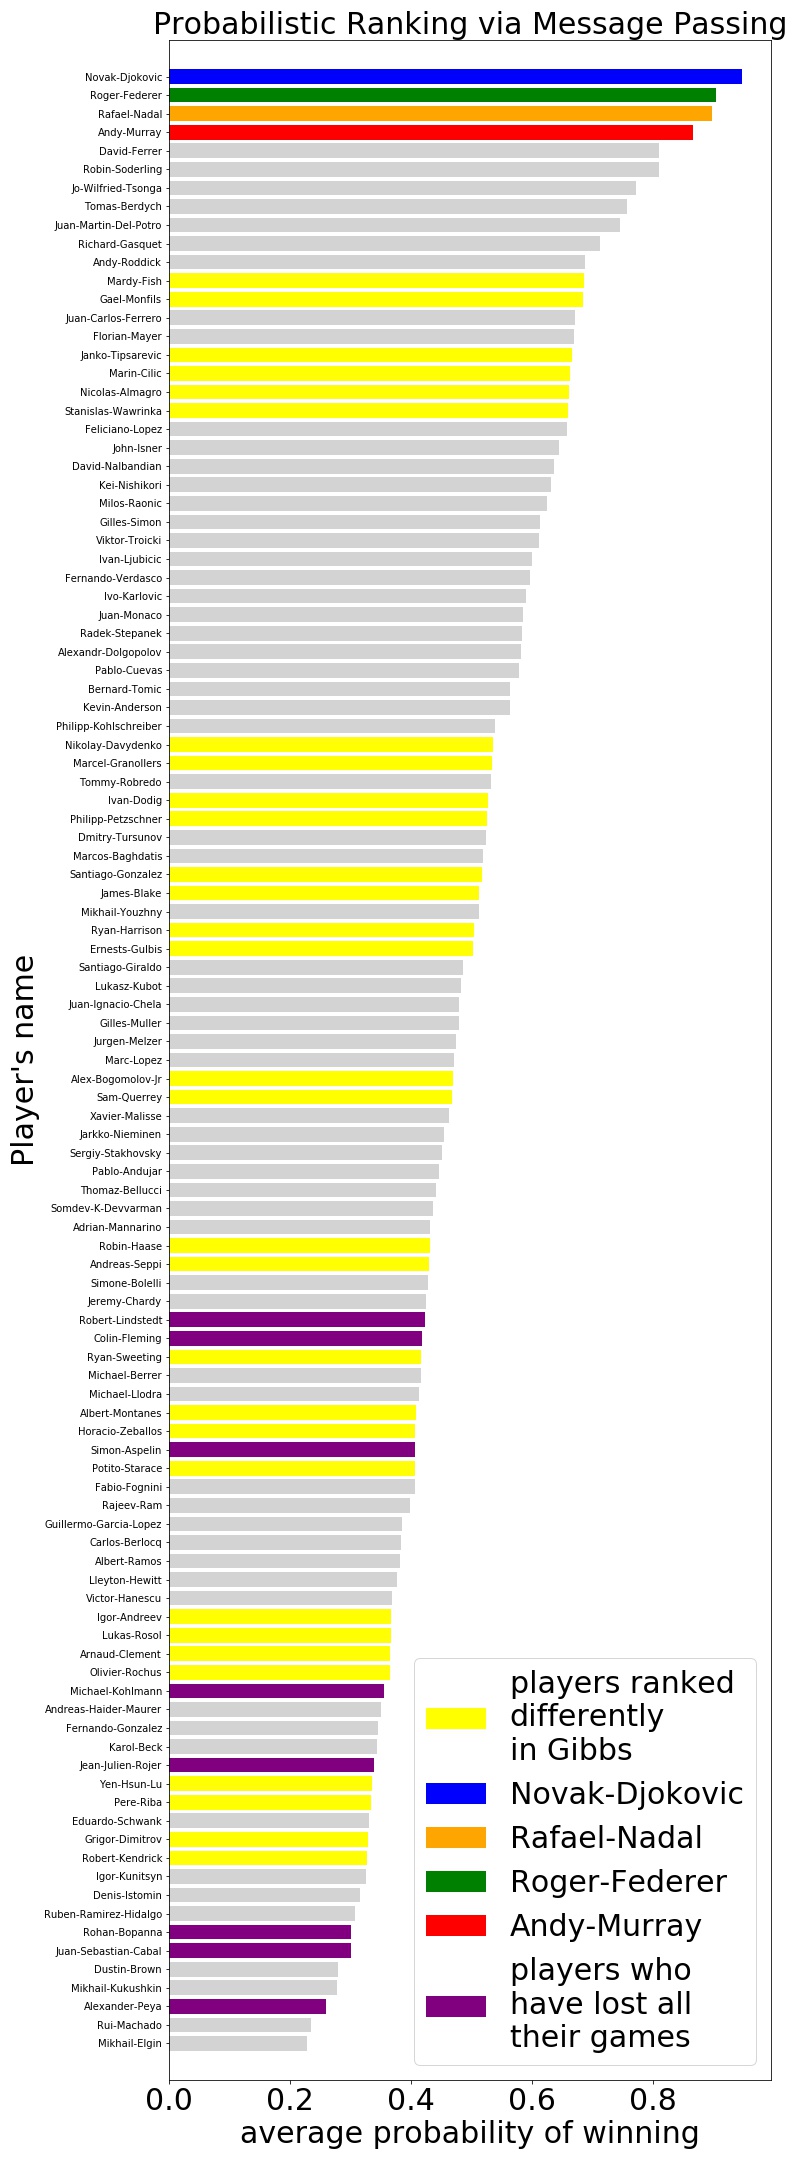 Probabilistic Ranking via Message Passing
Novak-Djokovic
Roger-Federer
Rafael-Nadal
Andy-Murray
David-Ferrer
Robin-Soderling
Jo-Wilfried-Tsonga
Tomas-Berdych
Juan-Martin-Del-Potro
Richard-Gasquet
Andy-Roddick
Mardy-Fish
Gael-Monfils
Juan-Carlos-Ferrero
Florian-Mayer
Janko-Tipsarevic
Marin-Cilic
Nicolas-Almagro
Stanislas-Wawrinka
Feliciano-Lopez
John-Isner
David-Nalbandian
Kei-Nishikori
Milos-Raonic
Gilles-Simon
Viktor-Troicki
Ivan-Ljubicic
Fernando-Verdasco
Ivo-Karlovic
Juan-Monaco
Radek-Stepanek
Alexandr-Dolgopolov
Pablo-Cuevas
Bernard-Tomic
Kevin-Anderson
Philipp-Kohlschreiber
Nikolay-Davydenko
Marcel-Granollers
Tommy-Robredo
Ivan-Dodig
Philipp-Petzschner
Dmitry-Tursunov
Marcos-Baghdatis
Santiago-Gonzalez
James-Blake
Mikhail-Youzhny
Ryan-Harrison
Ernests-Gulbis
Santiago-Giraldo
Lukasz-Kubot
Juan-Ignacio-Chela
Gilles-Muller
Jurgen-Melzer
Marc-Lopez
Alex-Bogomolov-Jr
Sam-Querrey
Xavier-Malisse
Jarkko-Nieminen
Sergiy-Stakhovsky
Pablo-Andujar
Thomaz-Bellucci
Somdev-K-Devvarman
Adrian-Mannarino
Robin-Haase
Andreas-Seppi
Simone-Bolelli
Jeremy-Chardy
Robert-Lindstedt
Colin-Fleming
Ryan-Sweeting
Michael-Berrer
Michael-Llodra
Albert-Montanes
Horacio-Zeballos
Simon-Aspelin
Potito-Starace
Fabio-Fognini
Rajeev-Ram
Guillermo-Garcia-Lopez
Carlos-Berlocq
Albert-Ramos
Lleyton-Hewitt
Victor-Hanescu
Igor-Andreev
Lukas-Rosol
Arnaud-Clement
Olivier-Rochus
Michael-Kohlmann
Andreas-Haider-Maurer
Fernando-Gonzalez
Karol-Beck
Jean-Julien-Rojer
Yen-Hsun-Lu
Pere-Riba
Eduardo-Schwank
Grigor-Dimitrov
Robert-Kendrick
Igor-Kunitsyn
Denis-Istomin
Ruben-Ramirez-Hidalgo
Rohan-Bopanna
Juan-Sebastian-Cabal
Dustin-Brown
Mikhail-Kukushkin
Alexander-Peya
Rui-Machado
Mikhail-Elgin
Player's name
players ranked
differently
in Gibbs
Novak-Djokovic
Rafael-Nadal
Roger-Federer
Andy-Murray
players who
have lost all
their games
0.0 0.2 0.4 0.6 0.8
average probability of winning